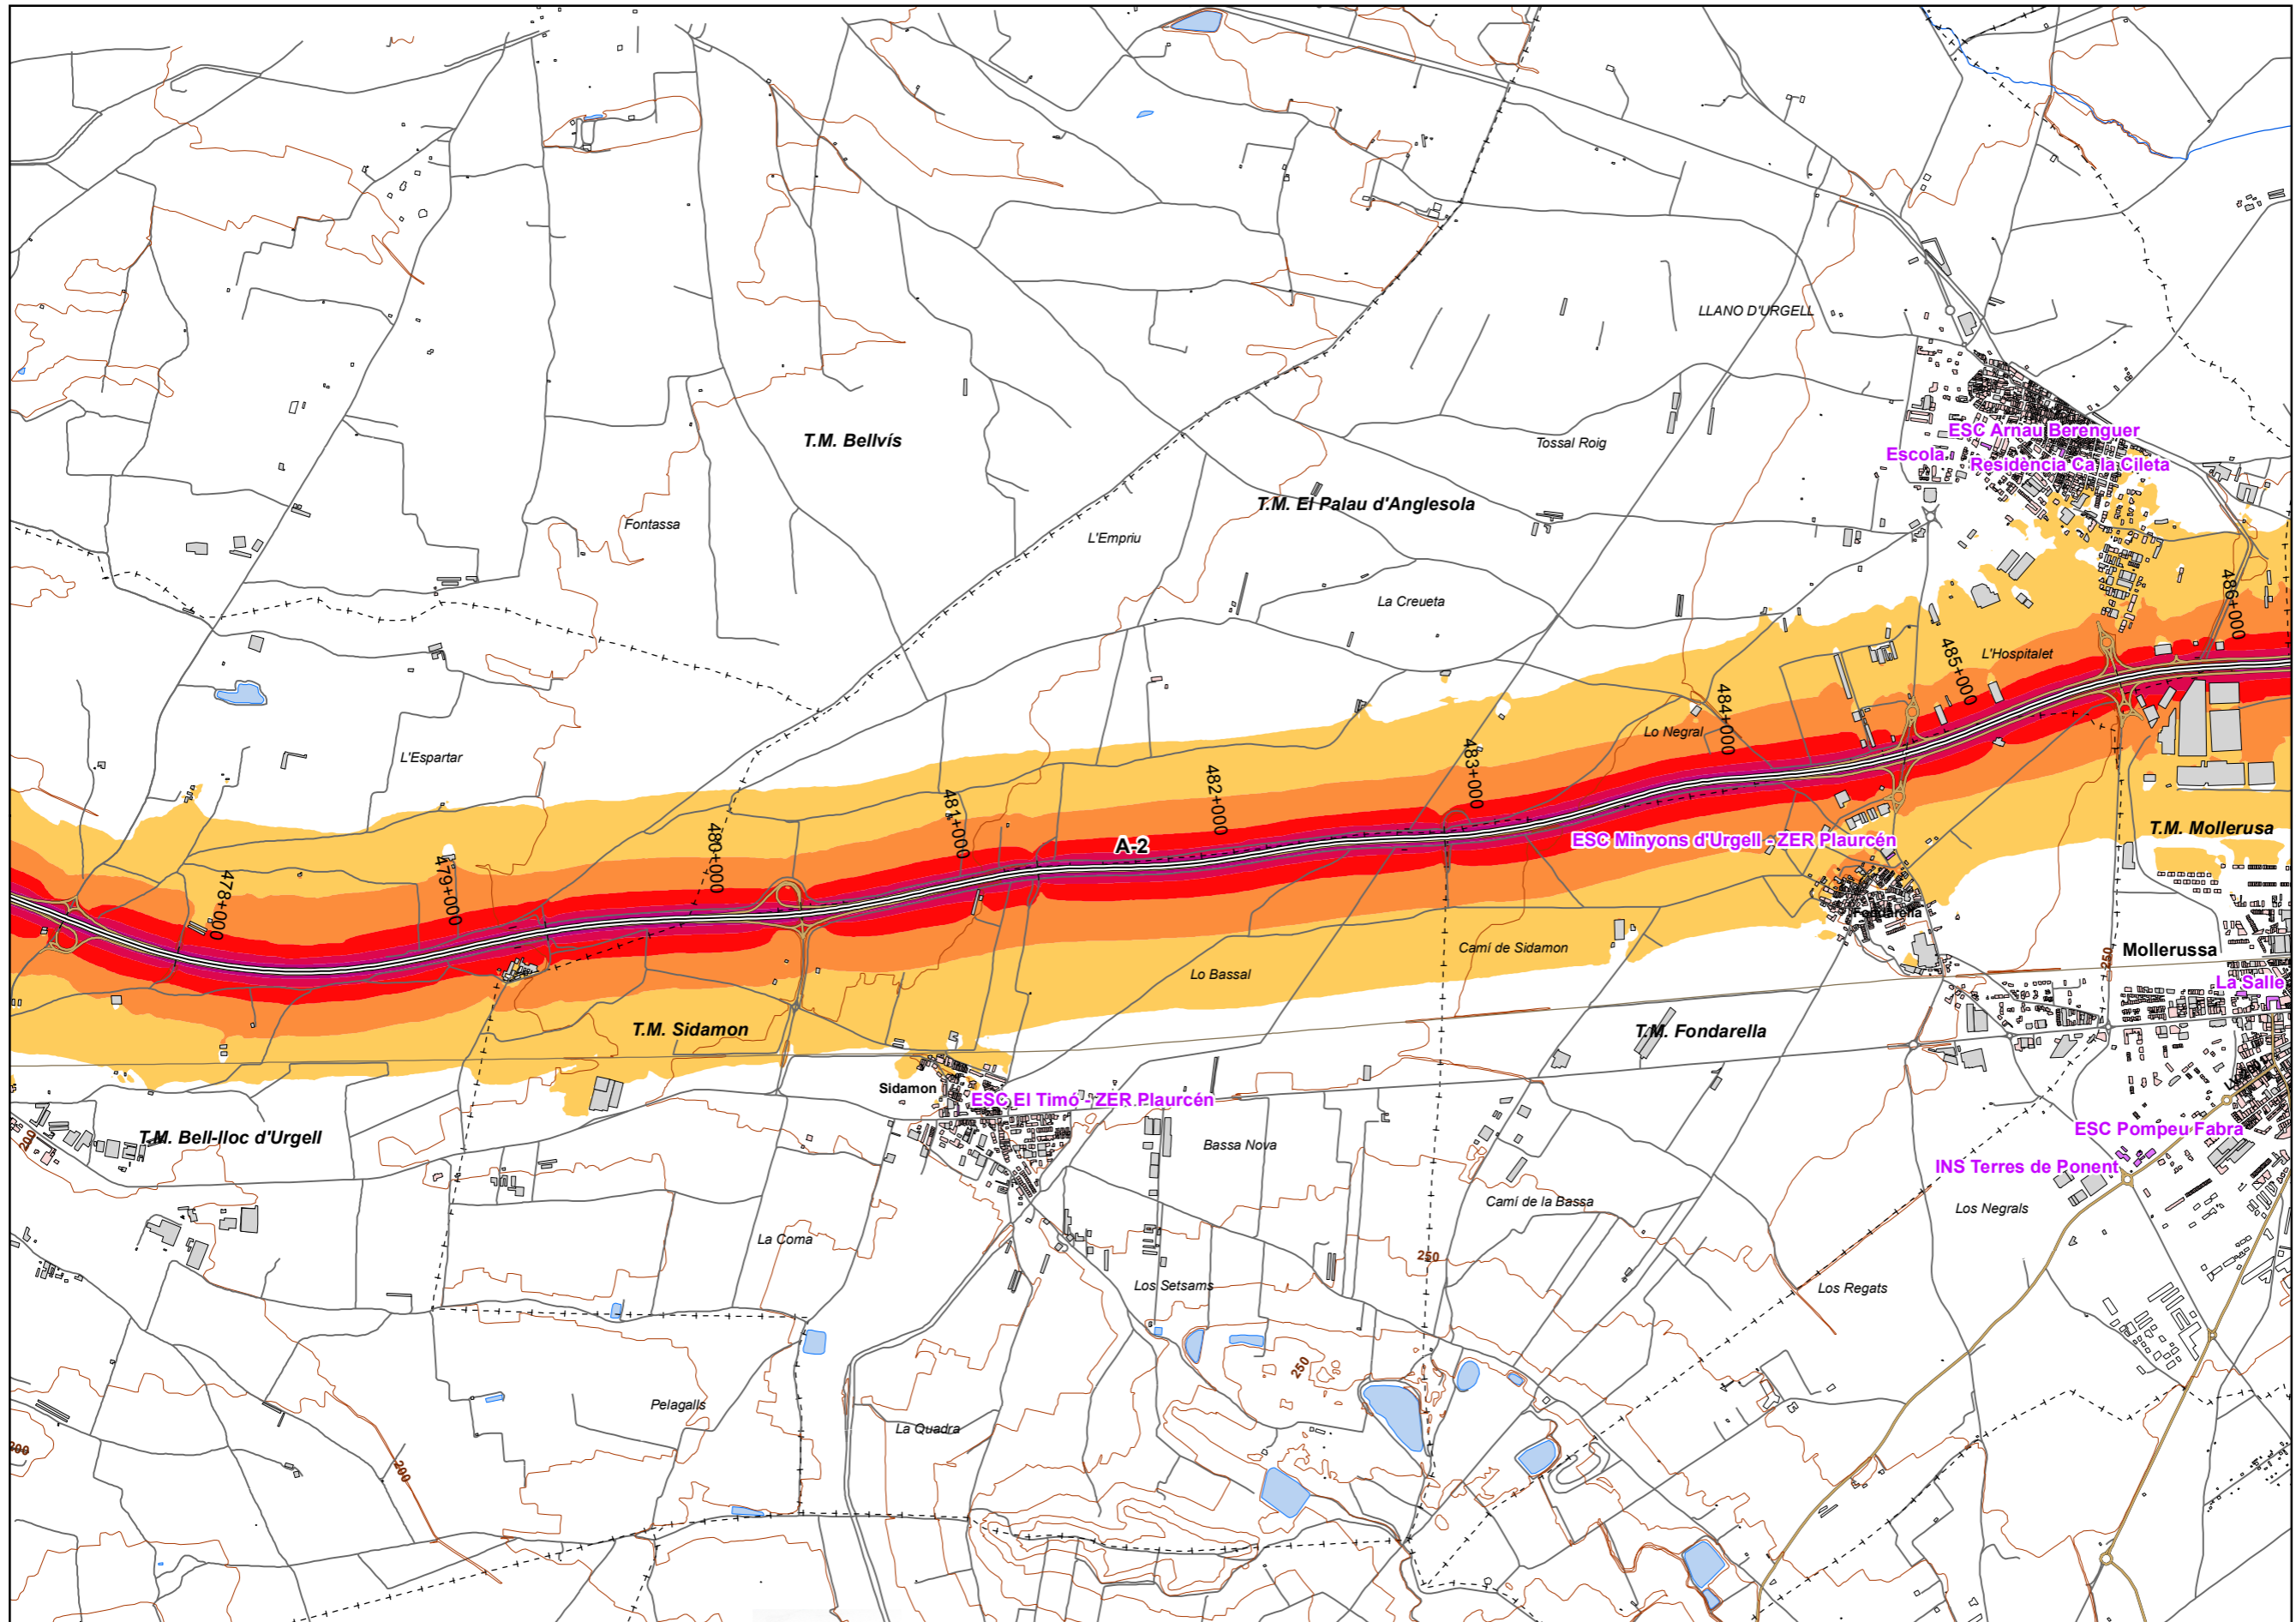 LLANO D'URGELL
T.M. Bellvís
Tossal Roig
ESC Arnau Berenguer
Escola
Residència Ca la Cileta
T.M. El Palau d'Anglesola
Fontassa
L'Empriu
La Creueta
486+000
L'Hospitalet
485+000
484+000
Lo Negral
483+000
L'Espartar
482+000
481+000
480+000
A-2
ESC Minyons d'Urgell - ZER Plaurcén
T.M. Mollerusa
479+000
478+000
Fondarella
Camí de Sidamon
Mollerussa
250
Lo Bassal
La Salle
T.M. Sidamon
T.M. Fondarella
Sidamon
ESC El Timó - ZER Plaurcén
T.M. Bell-lloc d'Urgell
200
Bassa Nova
ESC Pompeu Fabra
INS Terres de Ponent
Camí de la Bassa
Los Negrals
La Coma
250
Los Setsams
Los Regats
250
Pelagalls
La Quadra
200
200